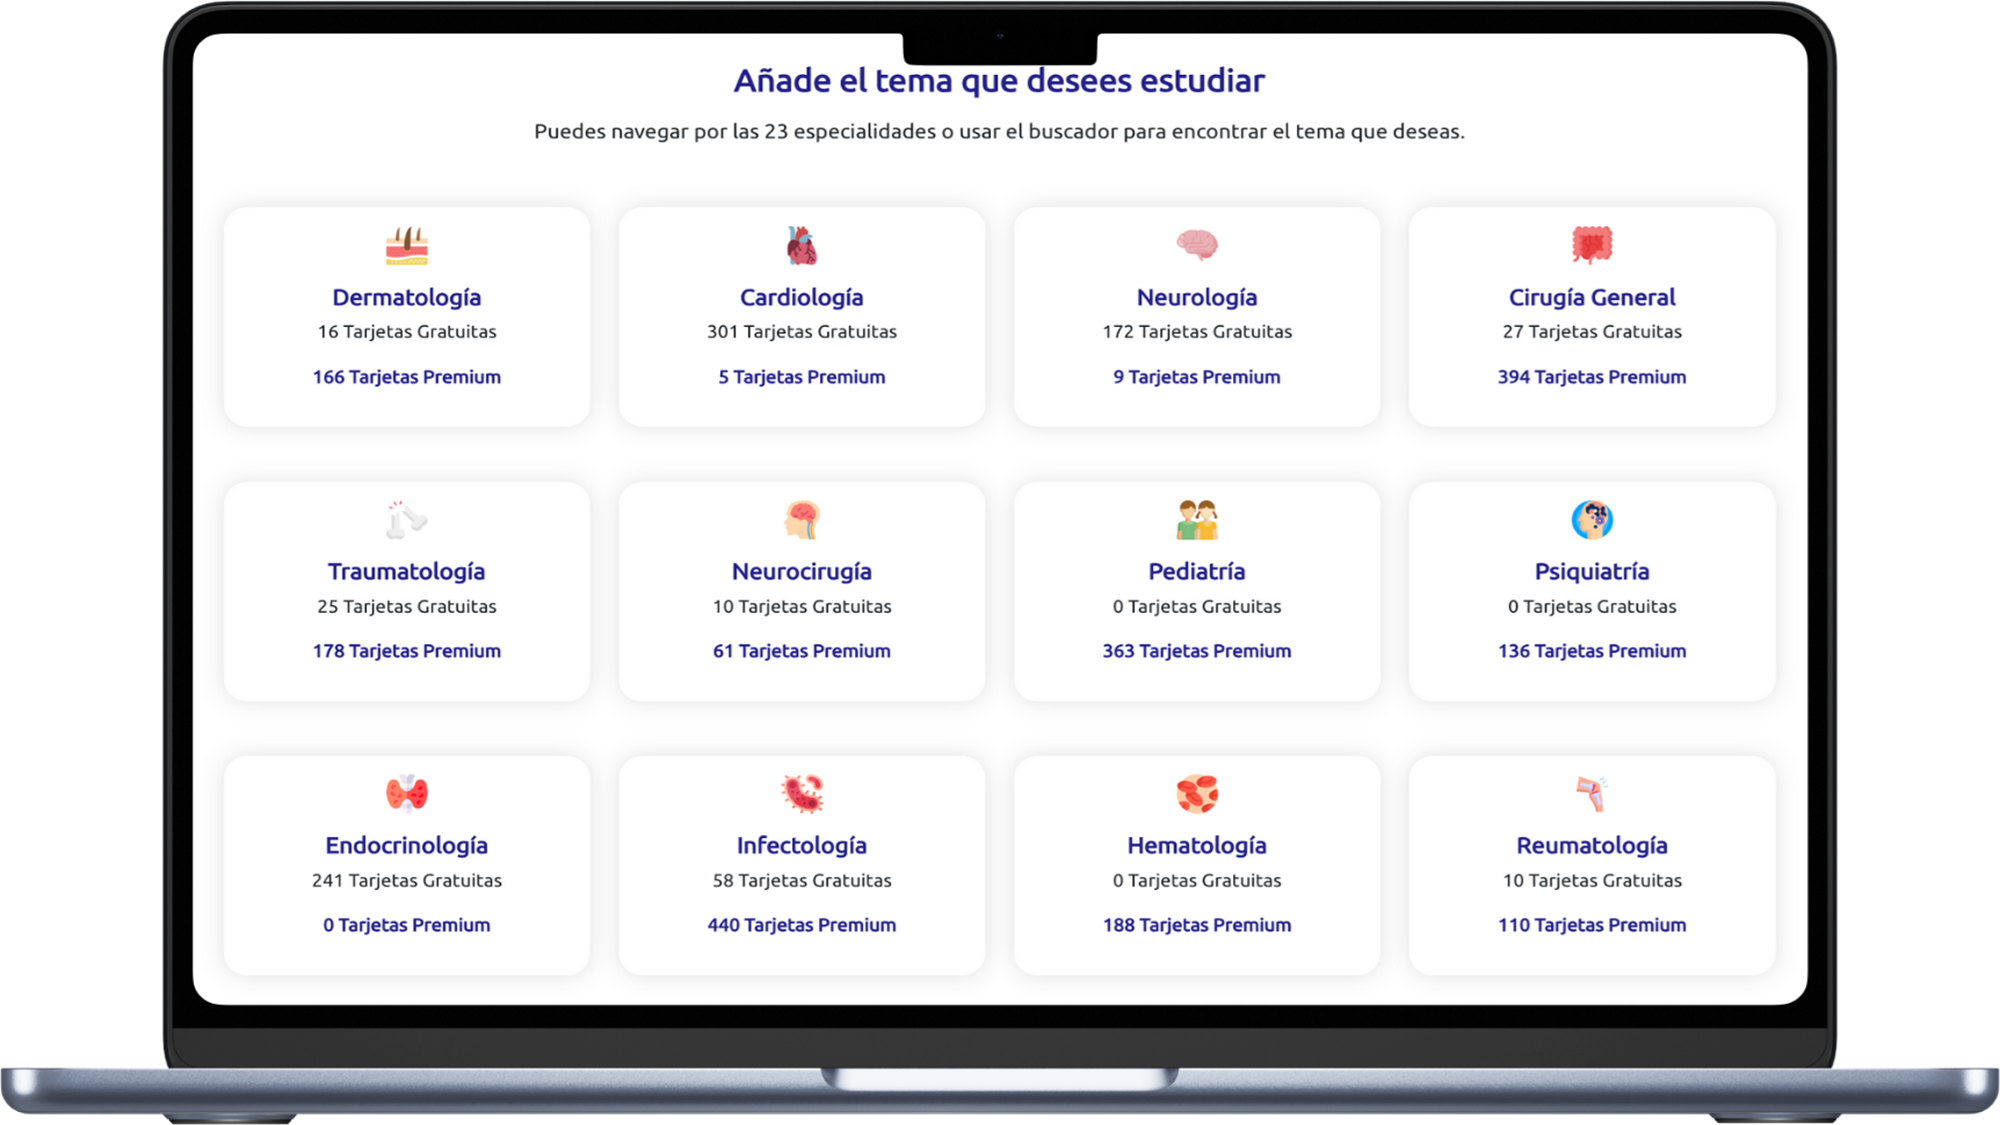 Añade el tema que desees estudiar
Puedes navegar por las 23 especialidades o usar el buscador para encontrar el tema que deseas.
Dermatología
16 Tarjetas Gratuitas
166 Tarjetas Premium
Cardiología
301 Tarjetas Gratuitas
5 Tarjetas Premium
Neurología
172 Tarjetas Gratuitas
9 Tarjetas Premium
Cirugía General
27 Tarjetas Gratuitas
394 Tarjetas Premium
Traumatología
25 Tarjetas Gratuitas
178 Tarjetas Premium
Neurocirugía
10 Tarjetas Gratuitas
61 Tarjetas Premium
Pediatría
0 Tarjetas Gratuitas
363 Tarjetas Premium
Psiquiatría
0 Tarjetas Gratuitas
136 Tarjetas Premium
Endocrinología
241 Tarjetas Gratuitas
0 Tarjetas Premium
Infectología
58 Tarjetas Gratuitas
440 Tarjetas Premium
Hematología
0 Tarjetas Gratuitas
188 Tarjetas Premium
Reumatología
10 Tarjetas Gratuitas
110 Tarjetas Premium